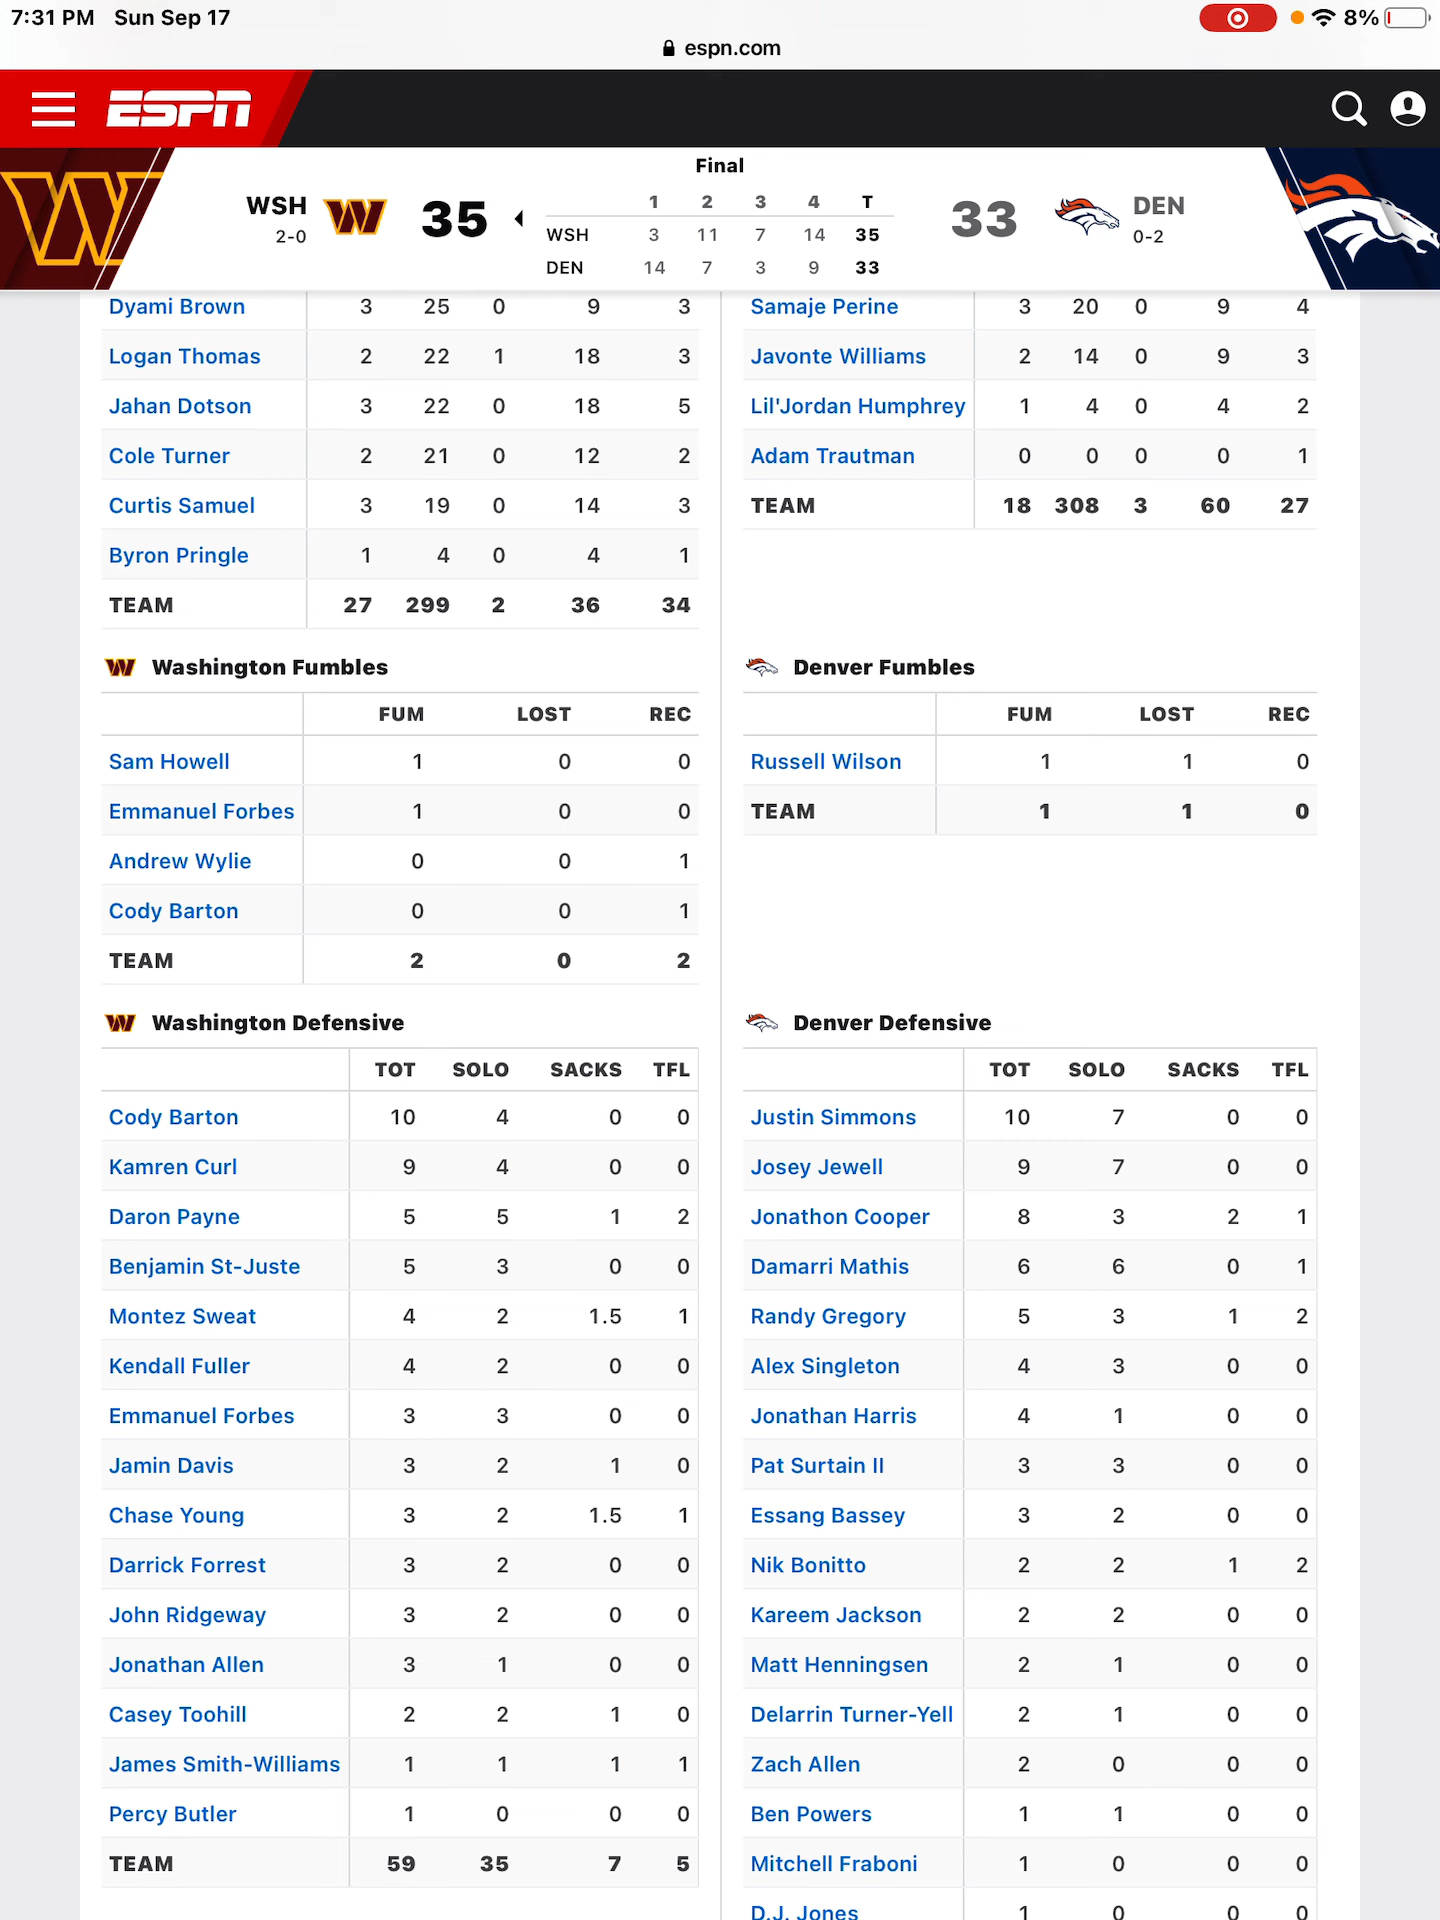 7:31 PM Sun Sep 17 8%
espn.com
ESPN
Final
WSH 2-0 W 35 33 DEN 0-2
1 2 3 4 T
WSH 3 11 7 14 35
DEN 14 7 3 9 33
Dyami Brown 3 25 0 9 3
Logan Thomas 2 22 1 18 3
Jahan Dotson 3 22 0 18 5
Cole Turner 2 21 0 12 2
Curtis Samuel 3 19 0 14 3
Byron Pringle 1 4 0 4 1
TEAM 27 299 2 36 34
Samaje Perine 3 20 0 9 4
Javonte Williams 2 14 0 9 3
Lil'Jordan Humphrey 1 4 0 4 2
Adam Trautman 0 0 0 0 1
TEAM 18 308 3 60 27
Washington Fumbles
FUM LOST REC
Sam Howell 1 0 0
Emmanuel Forbes 1 0 0
Andrew Wylie 0 0 1
Cody Barton 0 0 1
TEAM 2 0 2
Denver Fumbles
FUM LOST REC
Russell Wilson 1 1 0
TEAM 1 1 0
Washington Defensive
TOT SOLO SACKS TFL
Cody Barton 10 4 0 0
Kamren Curl 9 4 0 0
Daron Payne 5 5 1 2
Benjamin St-Juste 5 3 0 0
Montez Sweat 4 2 1.5 1
Kendall Fuller 4 2 0 0
Emmanuel Forbes 3 3 0 0
Jamin Davis 3 2 1 0
Chase Young 3 2 1.5 1
Darrick Forrest 3 2 0 0
John Ridgeway 3 2 0 0
Jonathan Allen 3 1 0 0
Casey Toohill 2 2 1 0
James Smith-Williams 1 1 1 1
Percy Butler 1 0 0 0
TEAM 59 35 7 5
Denver Defensive
TOT SOLO SACKS TFL
Justin Simmons 10 7 0 0
Josey Jewell 9 7 0 0
Jonathon Cooper 8 3 2 1
Damarri Mathis 6 6 0 1
Randy Gregory 5 3 1 2
Alex Singleton 4 3 0 0
Jonathan Harris 4 1 0 0
Pat Surtain II 3 3 0 0
Essang Bassey 3 2 0 0
Nik Bonitto 2 2 1 2
Kareem Jackson 2 2 0 0
Matt Henningsen 2 1 0 0
Delarrin Turner-Yell 2 1 0 0
Zach Allen 2 0 0 0
Ben Powers 1 1 0 0
Mitchell Fraboni 1 0 0 0
D.J. Jones 1 0 0 0